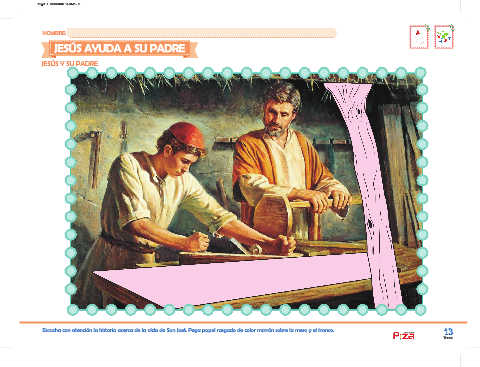 NOMBRE:
JESÚS AYUDA A SU PADRE
JESÚS Y SU PADRE
Escucha con atención la historia acerca de la vida de San José. Pega papel rasgado de color marrón sobre la mesa y el tronco.
13